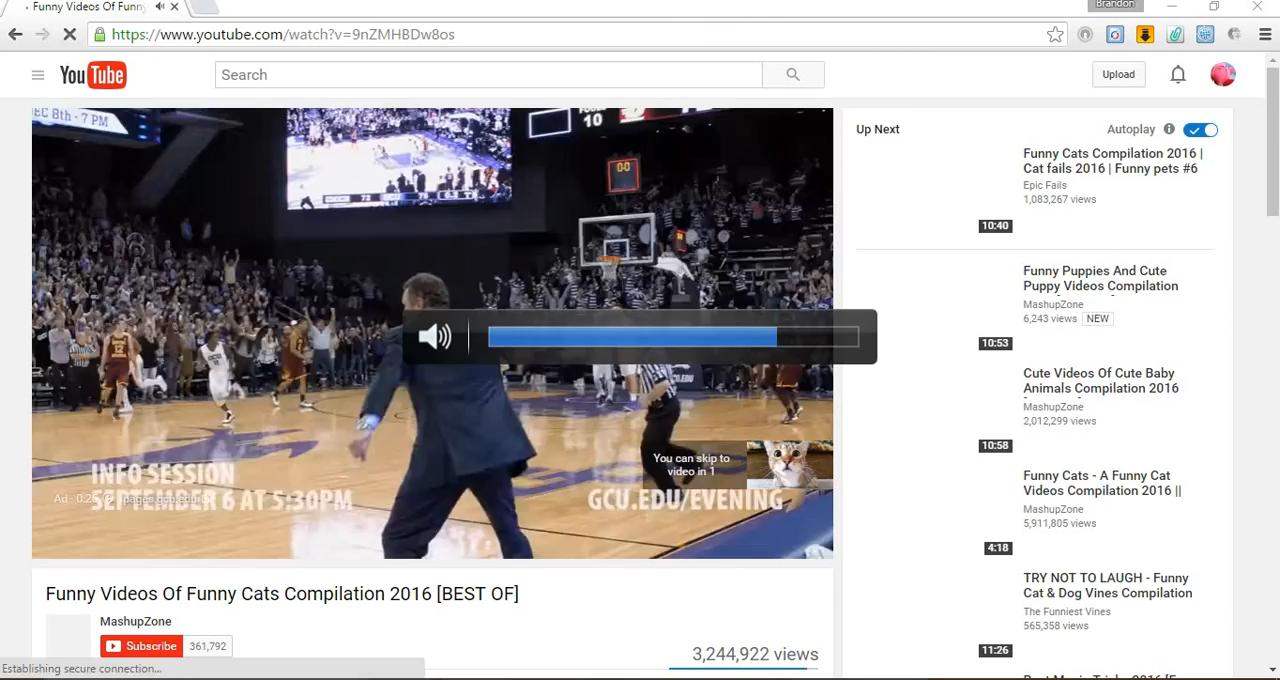 Funny Videos Of Funny
Brandon
https://www.youtube.com/watch?v=9nZMHBDw8os
YouTube
Search
Upload
EC 8th - 7 PM
10
00
72
INFO SESSION
SEPTEMBER 6 AT 5:30PM
GCU.EDU/EVENING
You can skip to
video in 1
Ad · 0:25
pages.gcu.edu
Funny Videos Of Funny Cats Compilation 2016 [BEST OF]
MashupZone
Subscribe 361,792
3,244,922 views
Establishing secure connection...
Up Next
Autoplay
Funny Cats Compilation 2016 |
Cat fails 2016 | Funny pets #6
Epic Fails
1,083,267 views
10:40
Funny Puppies And Cute
Puppy Videos Compilation
MashupZone
6,243 views NEW
10:53
Cute Videos Of Cute Baby
Animals Compilation 2016
MashupZone
2,012,299 views
10:58
Funny Cats - A Funny Cat
Videos Compilation 2016 ||
MashupZone
5,911,805 views
4:18
TRY NOT TO LAUGH - Funny
Cat & Dog Vines Compilation
The Funniest Vines
565,358 views
11:26